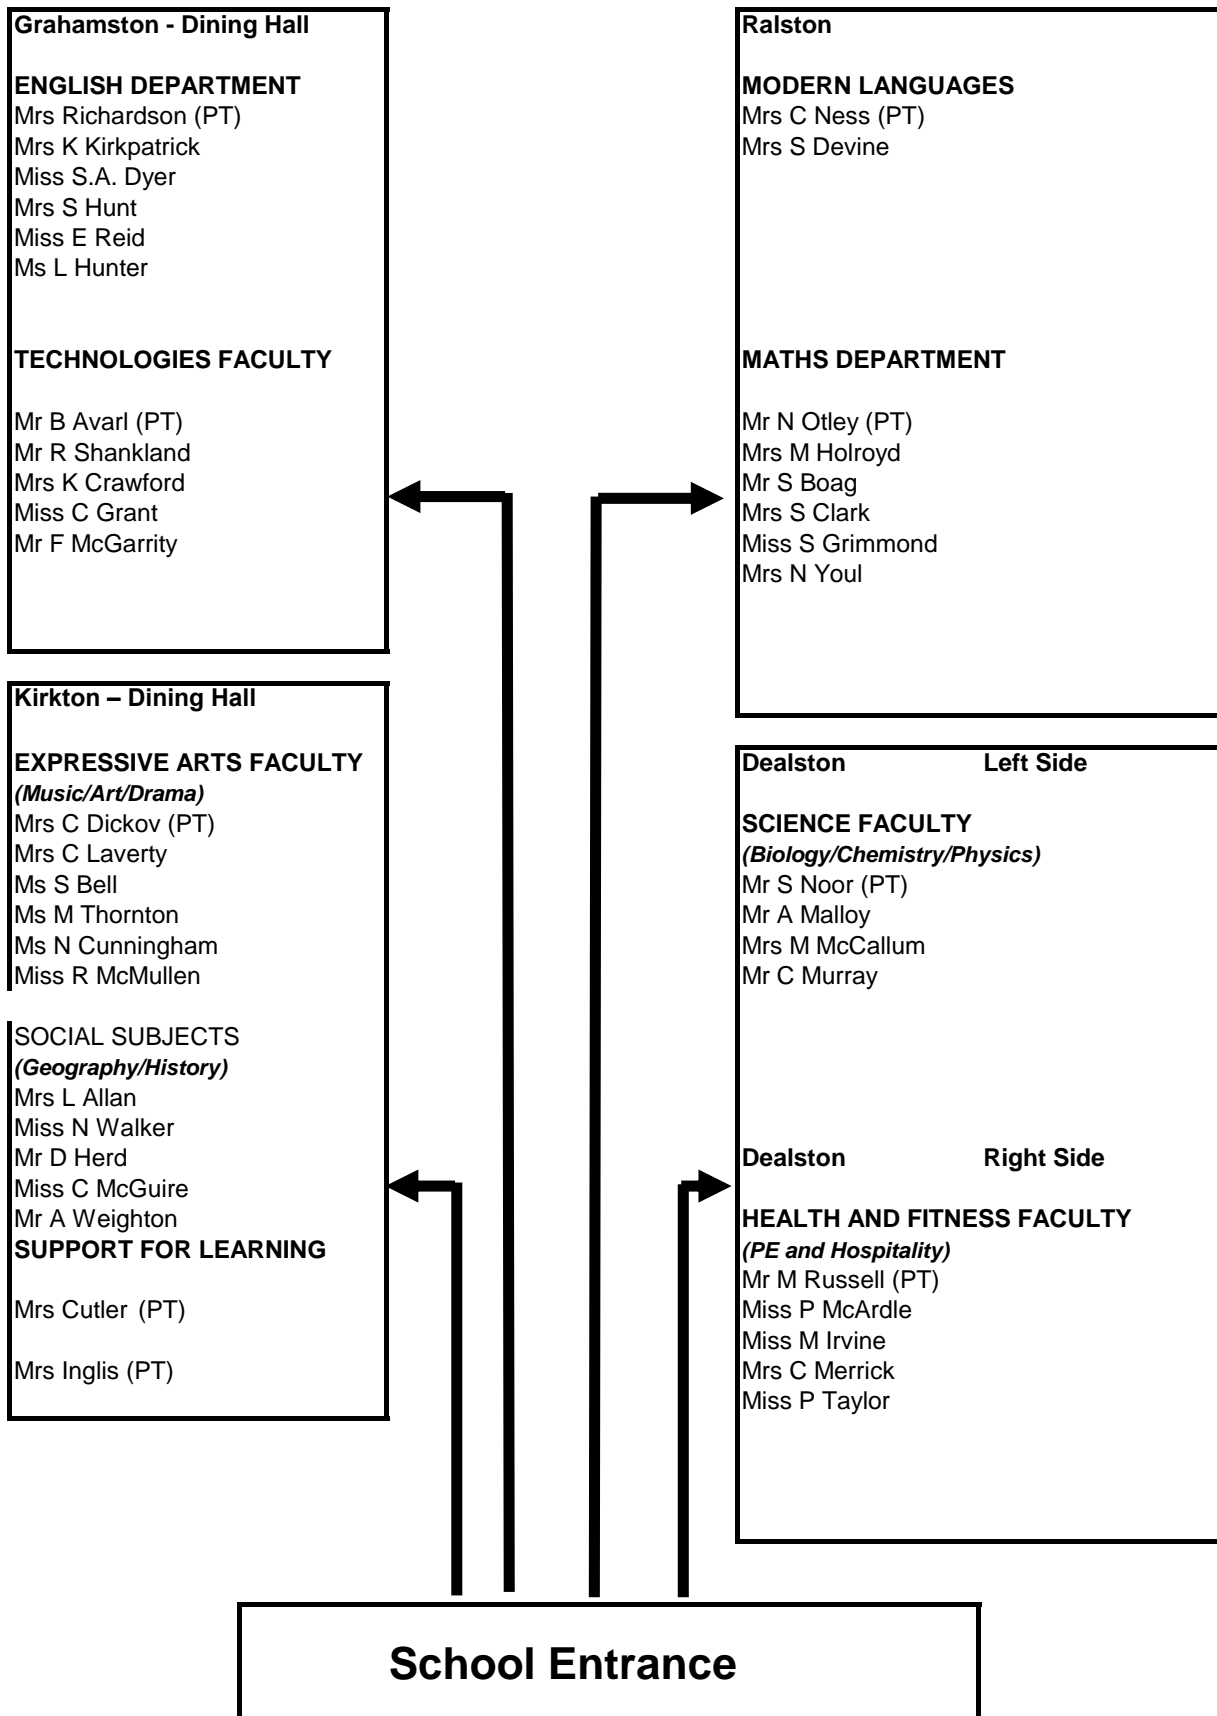 Grahamston - Dining Hall
ENGLISH DEPARTMENT
Mrs Richardson (PT)
Mrs K Kirkpatrick
Miss S.A. Dyer
Mrs S Hunt
Miss E Reid
Ms L Hunter
TECHNOLOGIES FACULTY
Mr B Avarl (PT)
Mr R Shankland
Mrs K Crawford
Miss C Grant
Mr F McGarrity
Kirkton – Dining Hall
EXPRESSIVE ARTS FACULTY
(Music/Art/Drama)
Mrs C Dickov (PT)
Mrs C Laverty
Ms S Bell
Ms M Thornton
Ms N Cunningham
Miss R McMullen
SOCIAL SUBJECTS
(Geography/History)
Mrs L Allan
Miss N Walker
Mr D Herd
Miss C McGuire
Mr A Weighton
SUPPORT FOR LEARNING
Mrs Cutler (PT)
Mrs Inglis (PT)
Ralston
MODERN LANGUAGES
Mrs C Ness (PT)
Mrs S Devine
MATHS DEPARTMENT
Mr N Otley (PT)
Mrs M Holroyd
Mr S Boag
Mrs S Clark
Miss S Grimmond
Mrs N Youl
Dealston Left Side
SCIENCE FACULTY
(Biology/Chemistry/Physics)
Mr S Noor (PT)
Mr A Malloy
Mrs M McCallum
Mr C Murray
Dealston Right Side
HEALTH AND FITNESS FACULTY
(PE and Hospitality)
Mr M Russell (PT)
Miss P McArdle
Miss M Irvine
Mrs C Merrick
Miss P Taylor
School Entrance